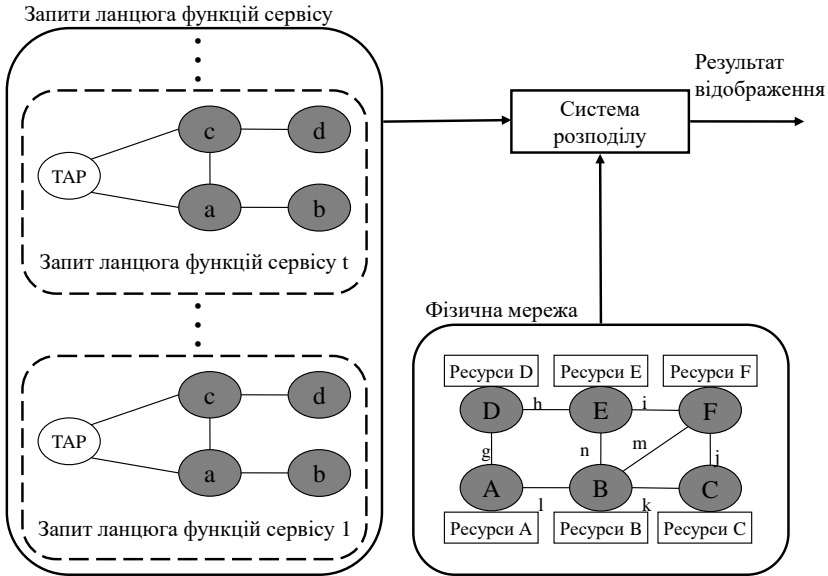 Запити ланцюга функцій сервісу
c
d
TAP
a
b
Запит ланцюга функцій сервісу t
c
d
TAP
a
b
Запит ланцюга функцій сервісу 1
Система
розподілу
Результат
відображення
Фізична мережа
Ресурси D
Ресурси E
Ресурси F
D
h
E
i
F
g
n
m
j
A
l
B
k
C
Ресурси A
Ресурси B
Ресурси C